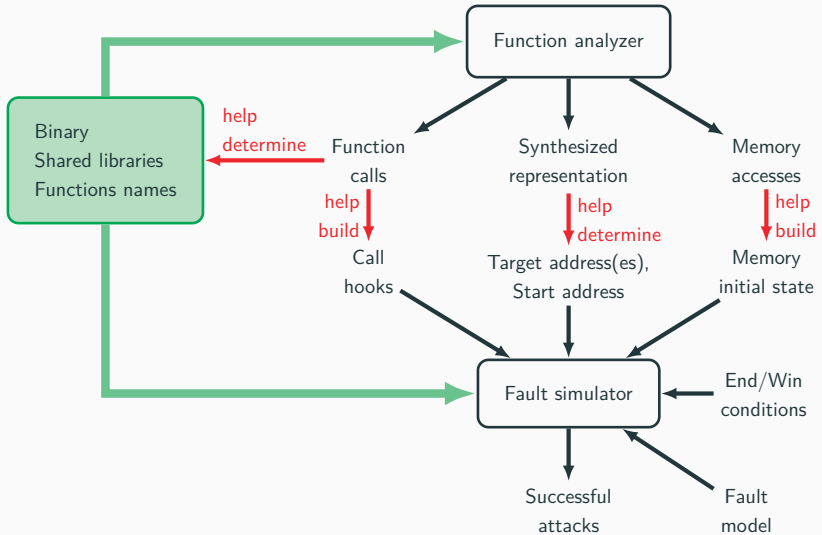 Function analyzer
Binary
Shared libraries
Functions names
help
determine
Function
calls
Synthesized
representation
Memory
accesses
help
build
help
determine
help
build
Call
hooks
Target address(es),
Start address
Memory
initial state
Fault simulator
End/Win
conditions
Successful
attacks
Fault
model